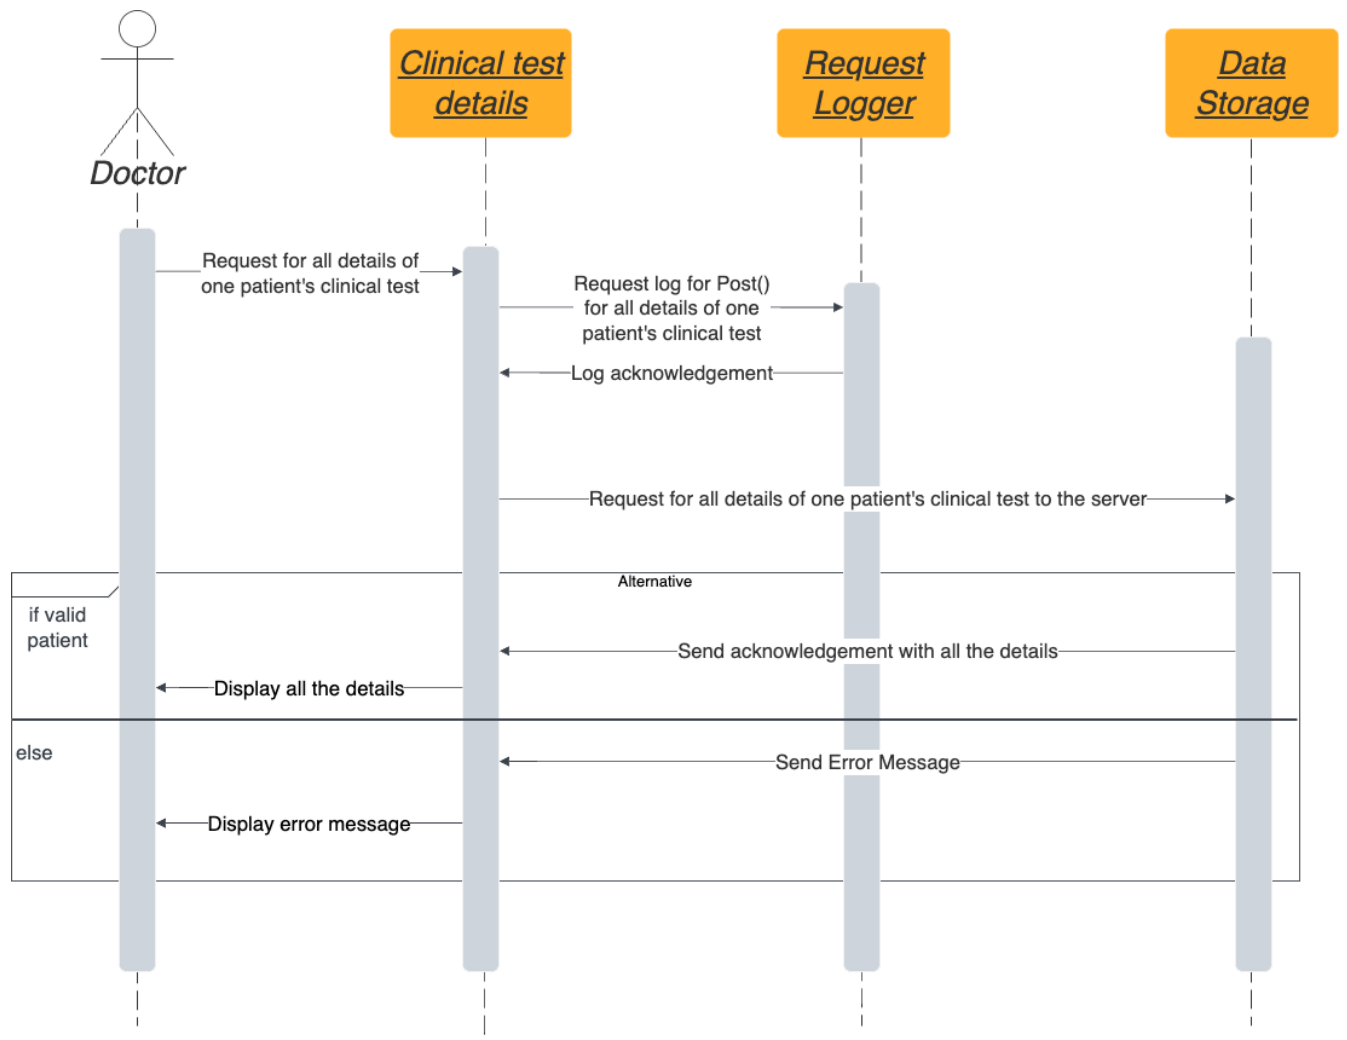 Clinical test
details
Request
Logger
Data
Storage
Doctor
Request for all details of
one patient's clinical test
Request log for Post()
for all details of one
patient's clinical test
Log acknowledgement
Request for all details of one patient's clinical test to the server
Alternative
if valid
patient
Send acknowledgement with all the details
Display all the details
else
Send Error Message
Display error message